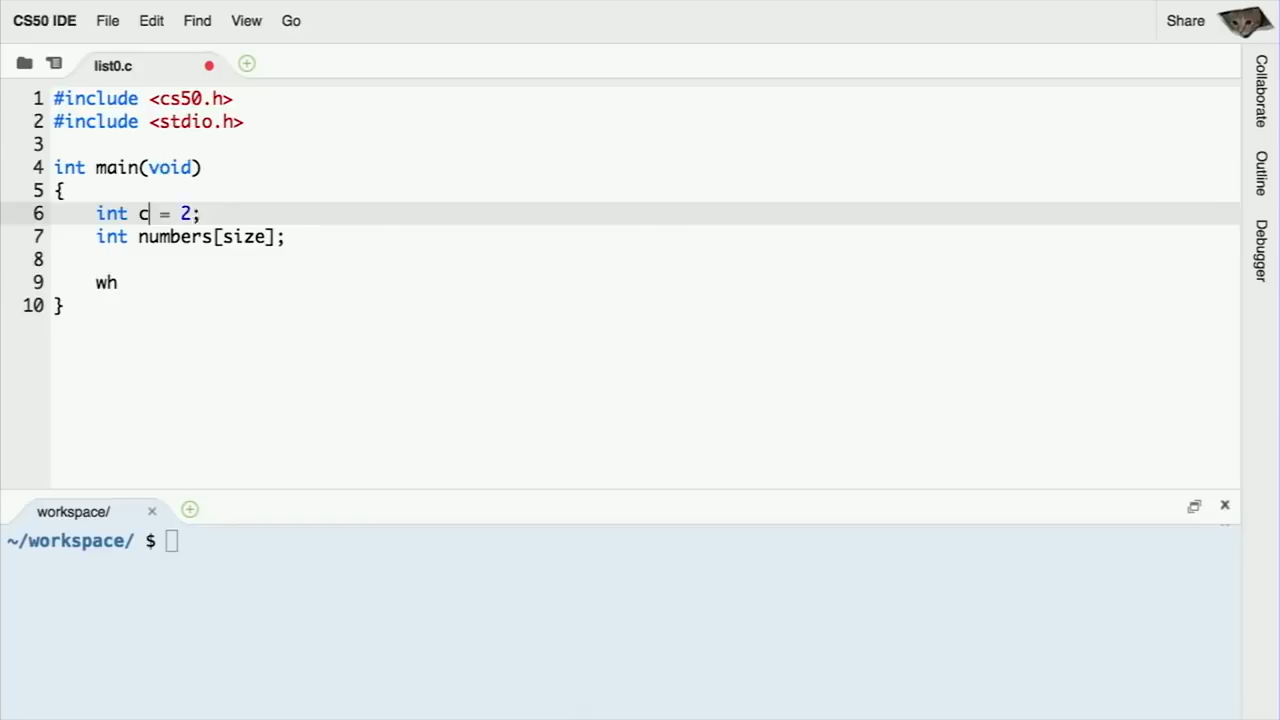 CS50 IDE File Edit Find View Go Share
list0.c
1 #include <cs50.h>
2 #include <stdio.h>
3
4 int main(void)
5 {
6     int c = 2;
7     int numbers[size];
8
9     wh
10 }
Collaborate
Outline
Debugger
workspace/
~/workspace/ $